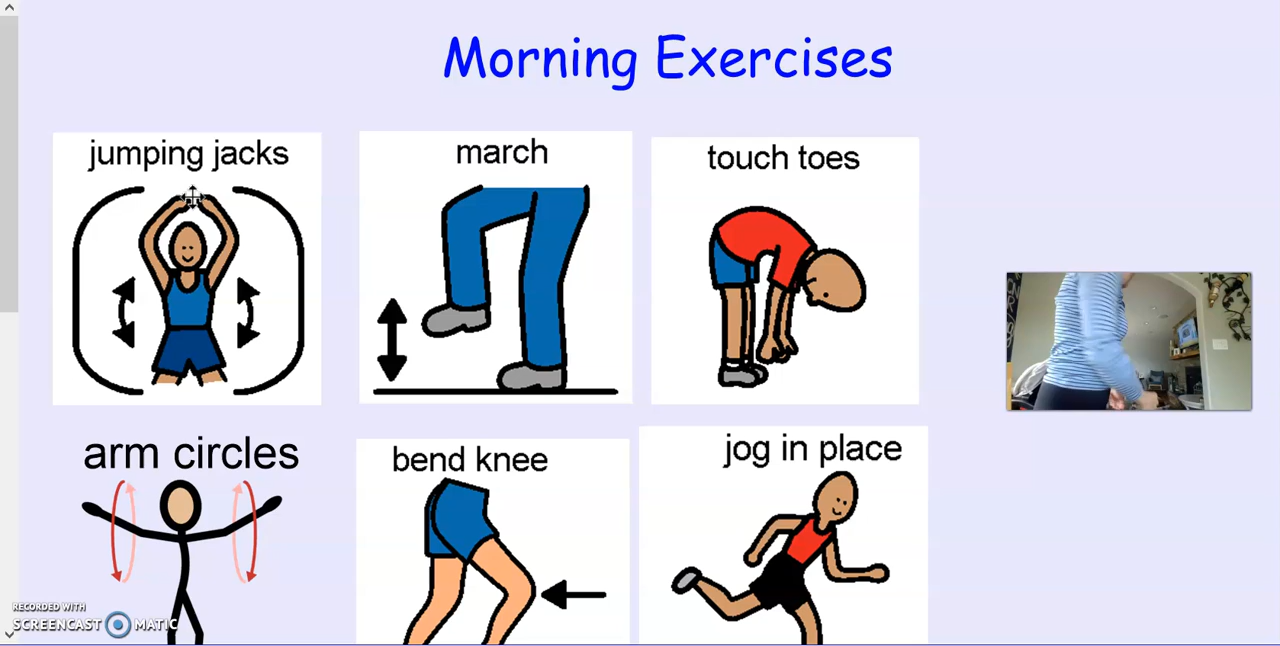 Morning Exercises
jumping jacks
march
touch toes
arm circles
bend knee
jog in place
RECORDED WITH
SCREENCAST MATIC